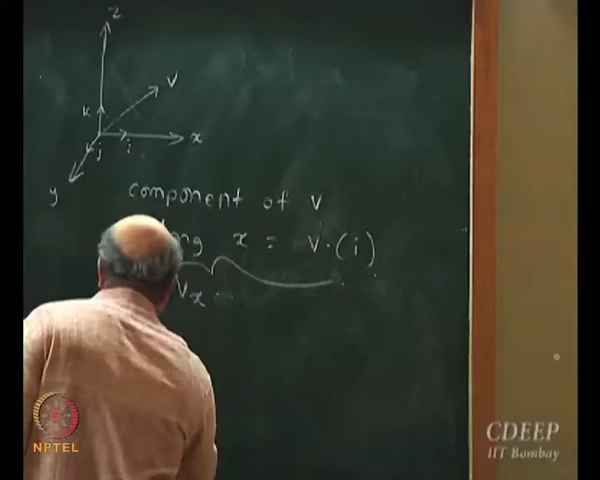 z
V
K
x
j
i
y
component of V
x = V·(i)
Vx
NPTEL
CDEEP
IIT Bombay